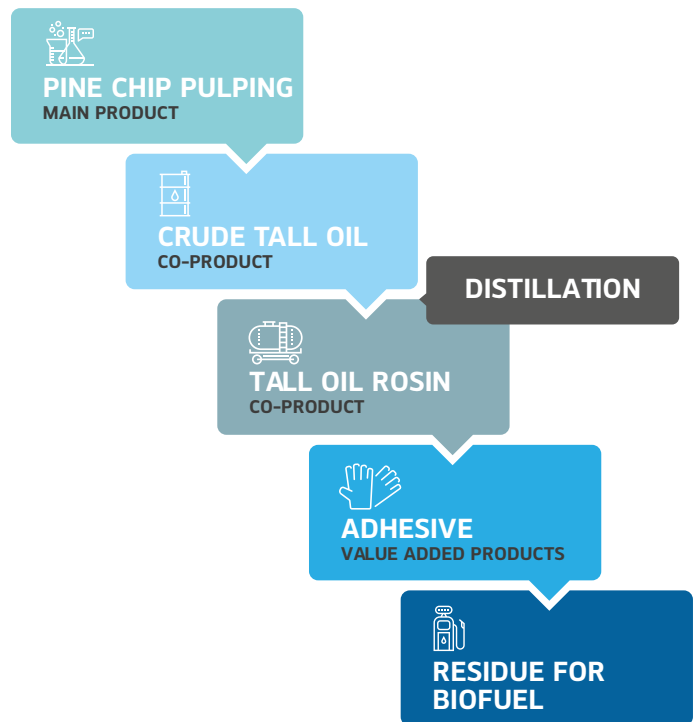 PINE CHIP PULPING
MAIN PRODUCT
CRUDE TALL OIL
CO-PRODUCT
DISTILLATION
TALL OIL ROSIN
CO-PRODUCT
ADHESIVE
VALUE ADDED PRODUCTS
RESIDUE FOR
BIOFUEL